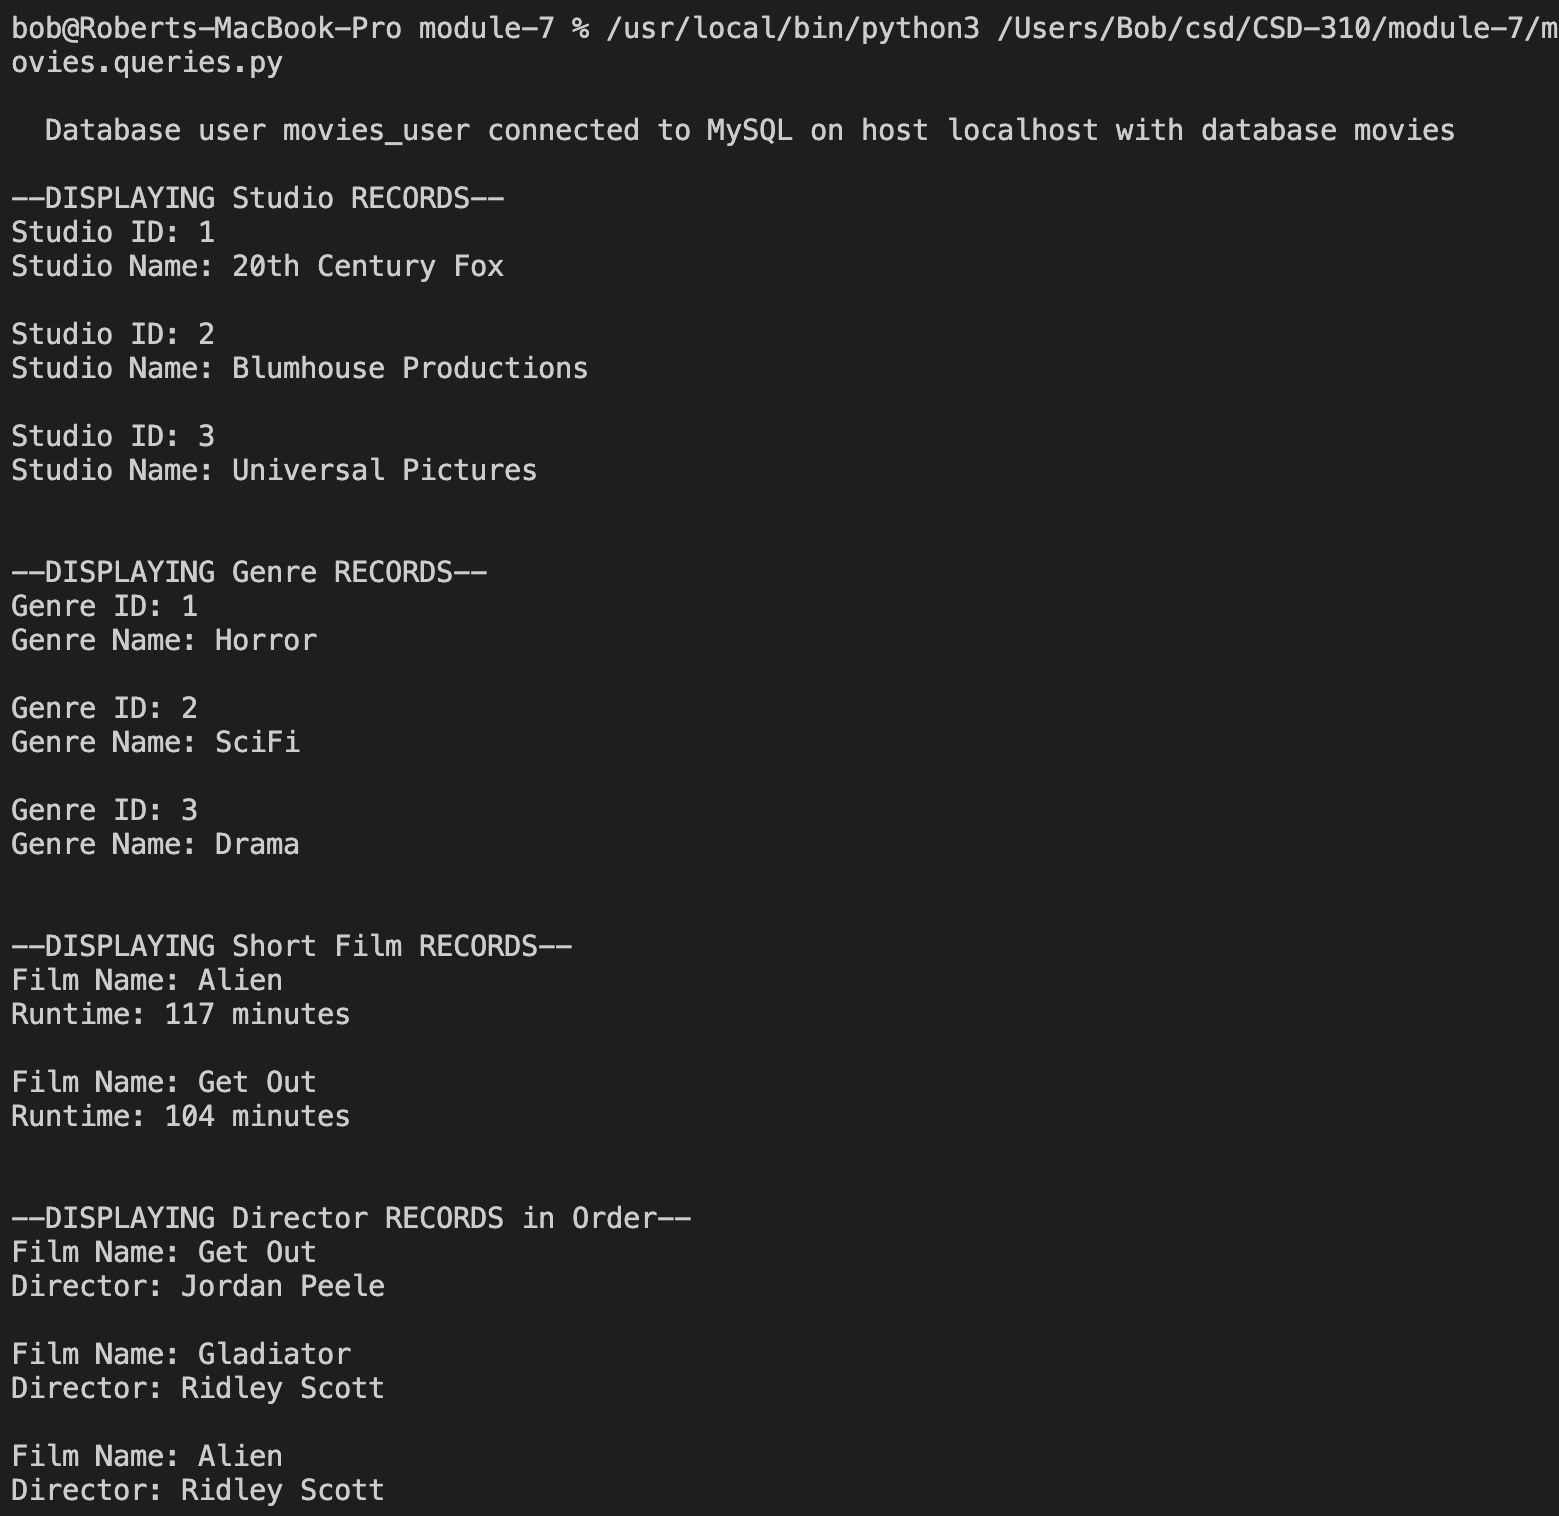 bob@Roberts-MacBook-Pro module-7 % /usr/local/bin/python3 /Users/Bob/csd/CSD-310/module-7/m
ovies.queries.py
Database user movies_user connected to MySQL on host localhost with database movies
--DISPLAYING Studio RECORDS--
Studio ID: 1
Studio Name: 20th Century Fox
Studio ID: 2
Studio Name: Blumhouse Productions
Studio ID: 3
Studio Name: Universal Pictures
--DISPLAYING Genre RECORDS--
Genre ID: 1
Genre Name: Horror
Genre ID: 2
Genre Name: SciFi
Genre ID: 3
Genre Name: Drama
--DISPLAYING Short Film RECORDS--
Film Name: Alien
Runtime: 117 minutes
Film Name: Get Out
Runtime: 104 minutes
--DISPLAYING Director RECORDS in Order--
Film Name: Get Out
Director: Jordan Peele
Film Name: Gladiator
Director: Ridley Scott
Film Name: Alien
Director: Ridley Scott